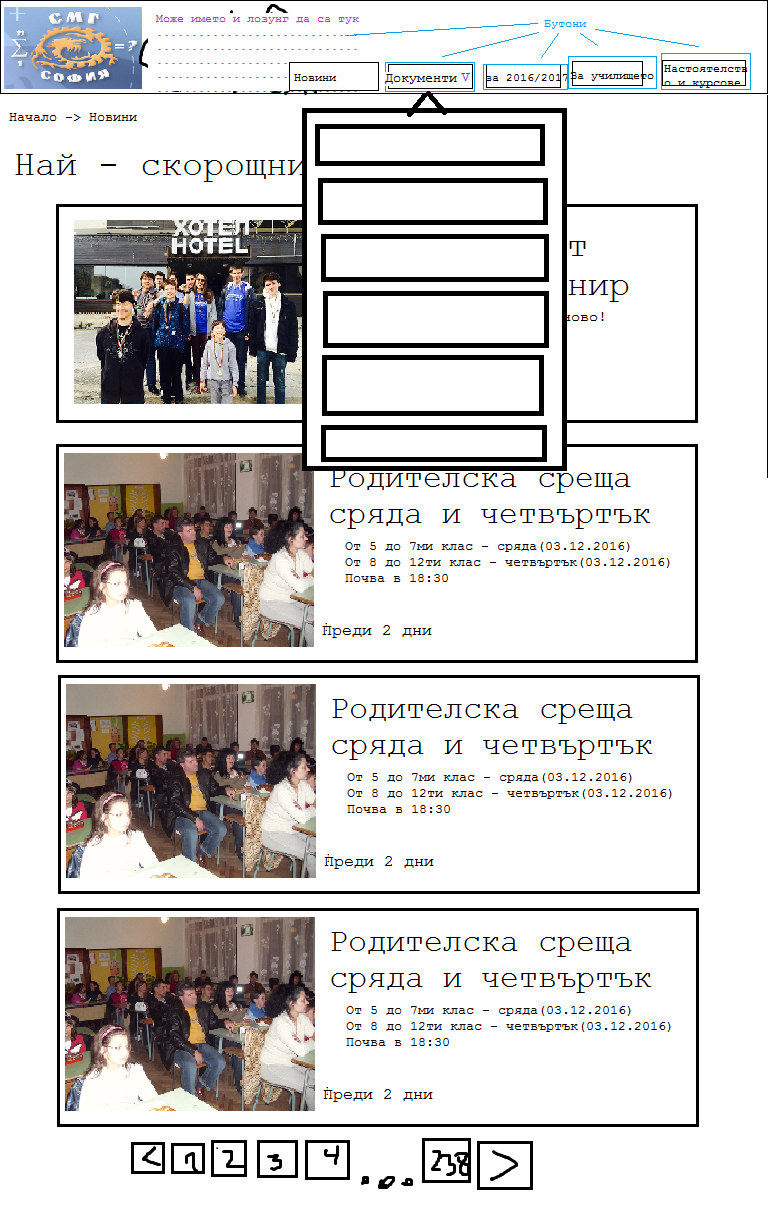 СМГ
СОФИЯ
Σ
=?
Може името и лозунг да са тук
Бутони
Новини
Документи V
ва 2016/2017
За училището
Настоятелств
о и курсове
Начало -> Новини
Най - скорощни
ХОТЕЛ
HOTEL
т
нир
ново!
Родителска среща
сряда и четвъртък
От 5 до 7ми клас - сряда(03.12.2016)
От 8 до 12ти клас - четвъртък(03.12.2016)
Почва в 18:30
Преди 2 дни
Родителска среща
сряда и четвъртък
От 5 до 7ми клас - сряда(03.12.2016)
От 8 до 12ти клас - четвъртък(03.12.2016)
Почва в 18:30
Преди 2 дни
Родителска среща
сряда и четвъртък
От 5 до 7ми клас - сряда(03.12.2016)
От 8 до 12ти клас - четвъртък(03.12.2016)
Почва в 18:30
Преди 2 дни
< 1 2 3 4 ... 238 >